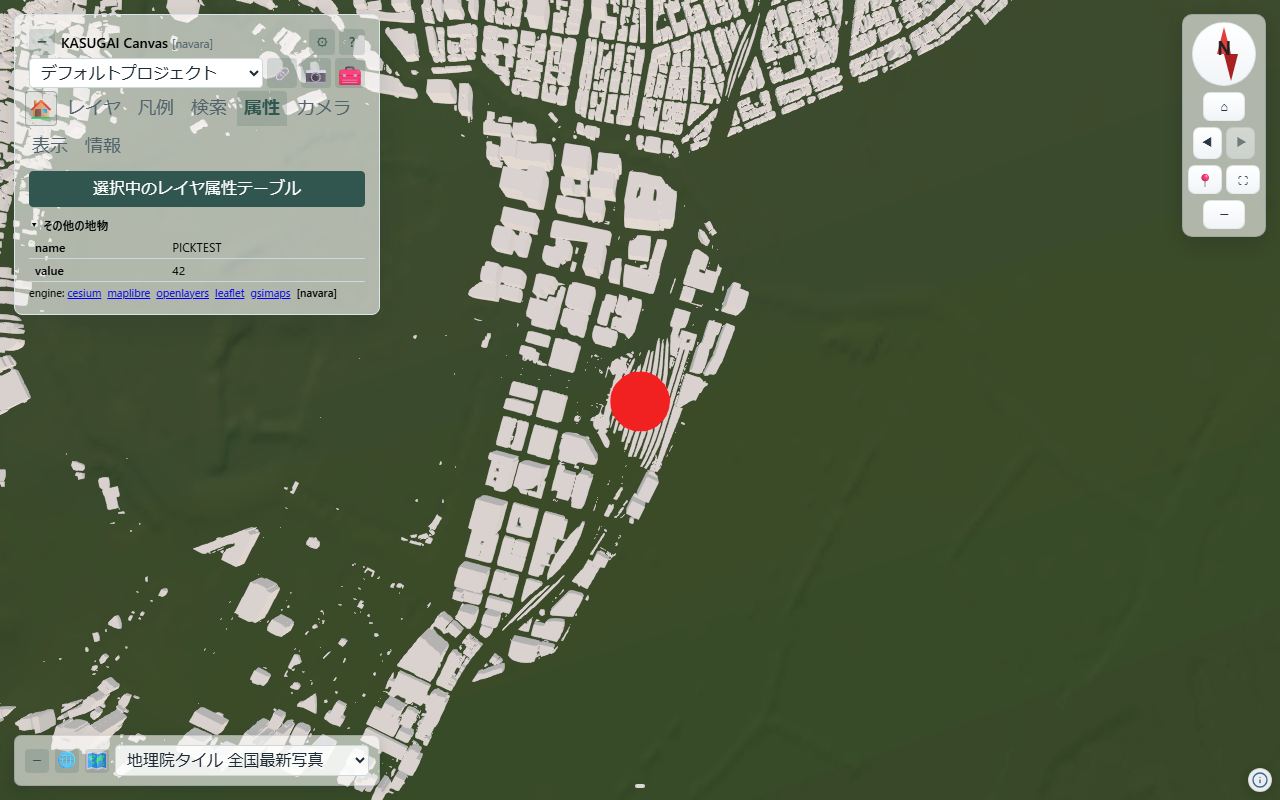 KASUGAI Canvas [navara]
?
デフォルトプロジェクト
レイヤ 凡例 検索 属性 カメラ
表示 情報
選択中のレイヤ属性テーブル
その他の地物
name PICKTEST
value 42
engine: cesium maplibre openlayers leaflet gsimaps [navara]
N
地理院タイル 全国最新写真